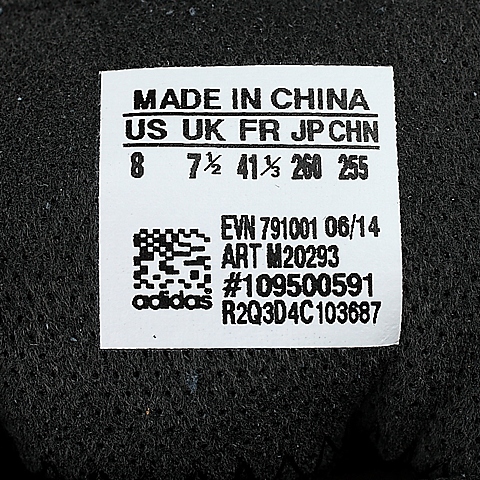 MADE IN CHINA
US UK FR JP CHN
8 7½ 41⅓ 260 255
EVN 791001 06/14
ART M20293
#109500591
R2Q3D4C103687
adidas